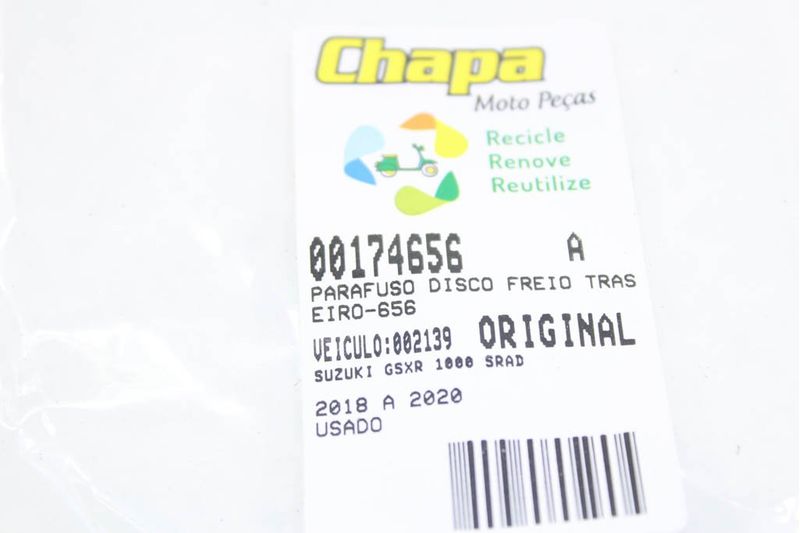 Chapa
Moto Peças
Recicle
Renove
Reutilize
00174656 A
PARAFUSO DISCO FREIO TRAS
EIRO-656
VEICULO:002139 ORIGINAL
SUZUKI GSXR 1000 SRAD
2018 A 2020
USADO